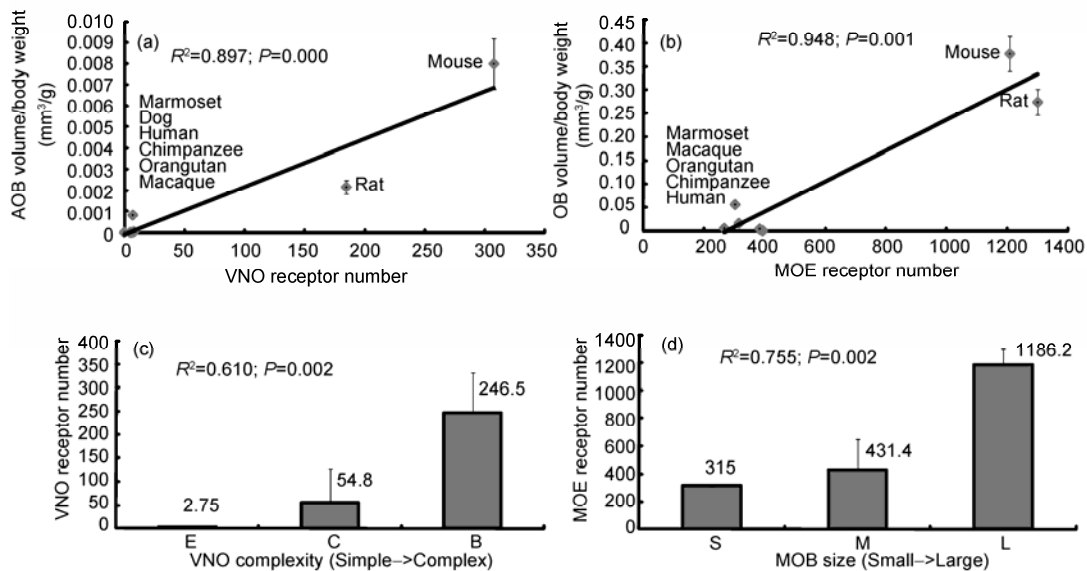 (a)
R²=0.897; P=0.000
AOB volume/body weight
(mm³/g)
0.010
0.009
0.008
0.007
0.006
0.005
0.004
0.003
0.002
0.001
0
Mouse
Marmoset
Dog
Human
Chimpanzee
Orangutan
Macaque
Rat
0 50 100 150 200 250 300 350
VNO receptor number
(b)
R²=0.948; P=0.001
OB volume/body weight
(mm³/g)
0.45
0.40
0.35
0.30
0.25
0.20
0.15
0.10
0.05
0
Mouse
Rat
Marmoset
Macaque
Orangutan
Chimpanzee
Human
0 200 400 600 800 1000 1200 1400
MOE receptor number
(c)
R²=0.610; P=0.002
VNO receptor number
400
350
300
250
200
150
100
50
0
2.75
54.8
246.5
E C B
VNO complexity (Simple–>Complex)
(d)
R²=0.755; P=0.002
MOE receptor number
1400
1200
1000
800
600
400
200
0
315
431.4
1186.2
S M L
MOB size (Small–>Large)